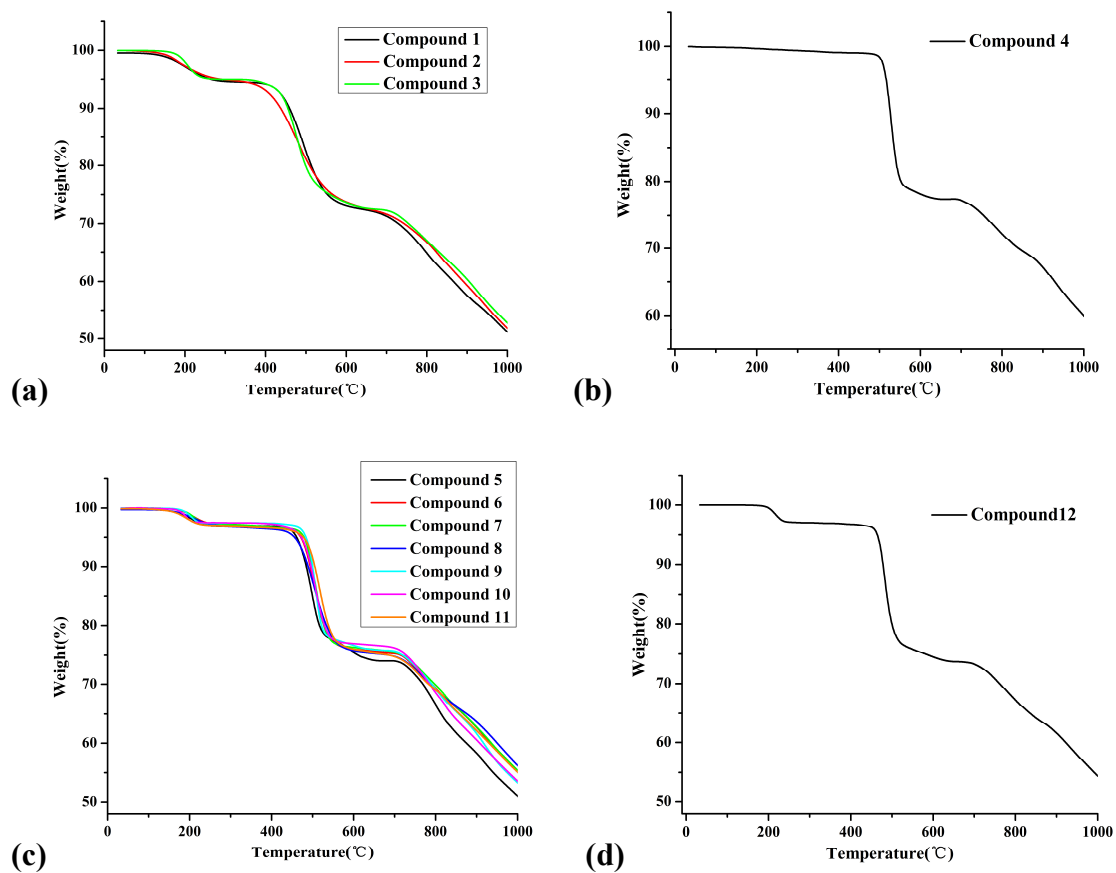 Compound 1
Compound 2
Compound 3
100
90
80
70
60
50
Weight(%)
0 200 400 600 800 1000
Temperature(℃)
(a)
Compound 4
100
90
80
70
60
Weight(%)
0 200 400 600 800 1000
Temperature(℃)
(b)
Compound 5
Compound 6
Compound 7
Compound 8
Compound 9
Compound 10
Compound 11
100
90
80
70
60
50
Weight(%)
0 200 400 600 800 1000
Temperature(℃)
(c)
Compound12
100
90
80
70
60
50
Weight(%)
0 200 400 600 800 1000
Temperature(℃)
(d)